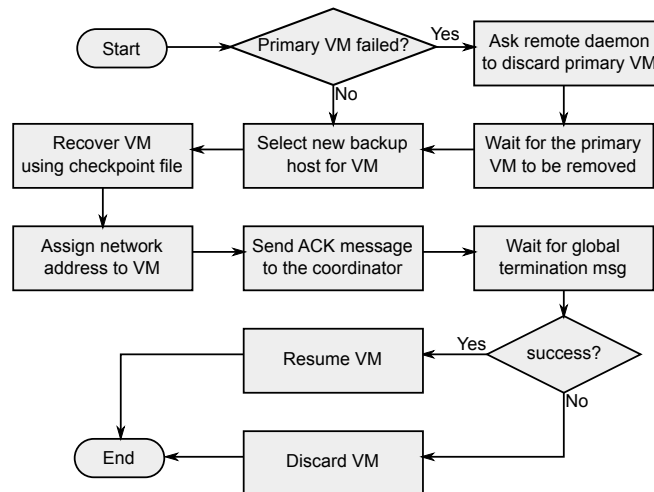 Start
Primary VM failed?
Yes
Ask remote daemon
to discard primary VM
No
Recover VM
using checkpoint file
Select new backup
host for VM
Wait for the primary
VM to be removed
Assign network
address to VM
Send ACK message
to the coordinator
Wait for global
termination msg
Resume VM
Yes
success?
No
End
Discard VM